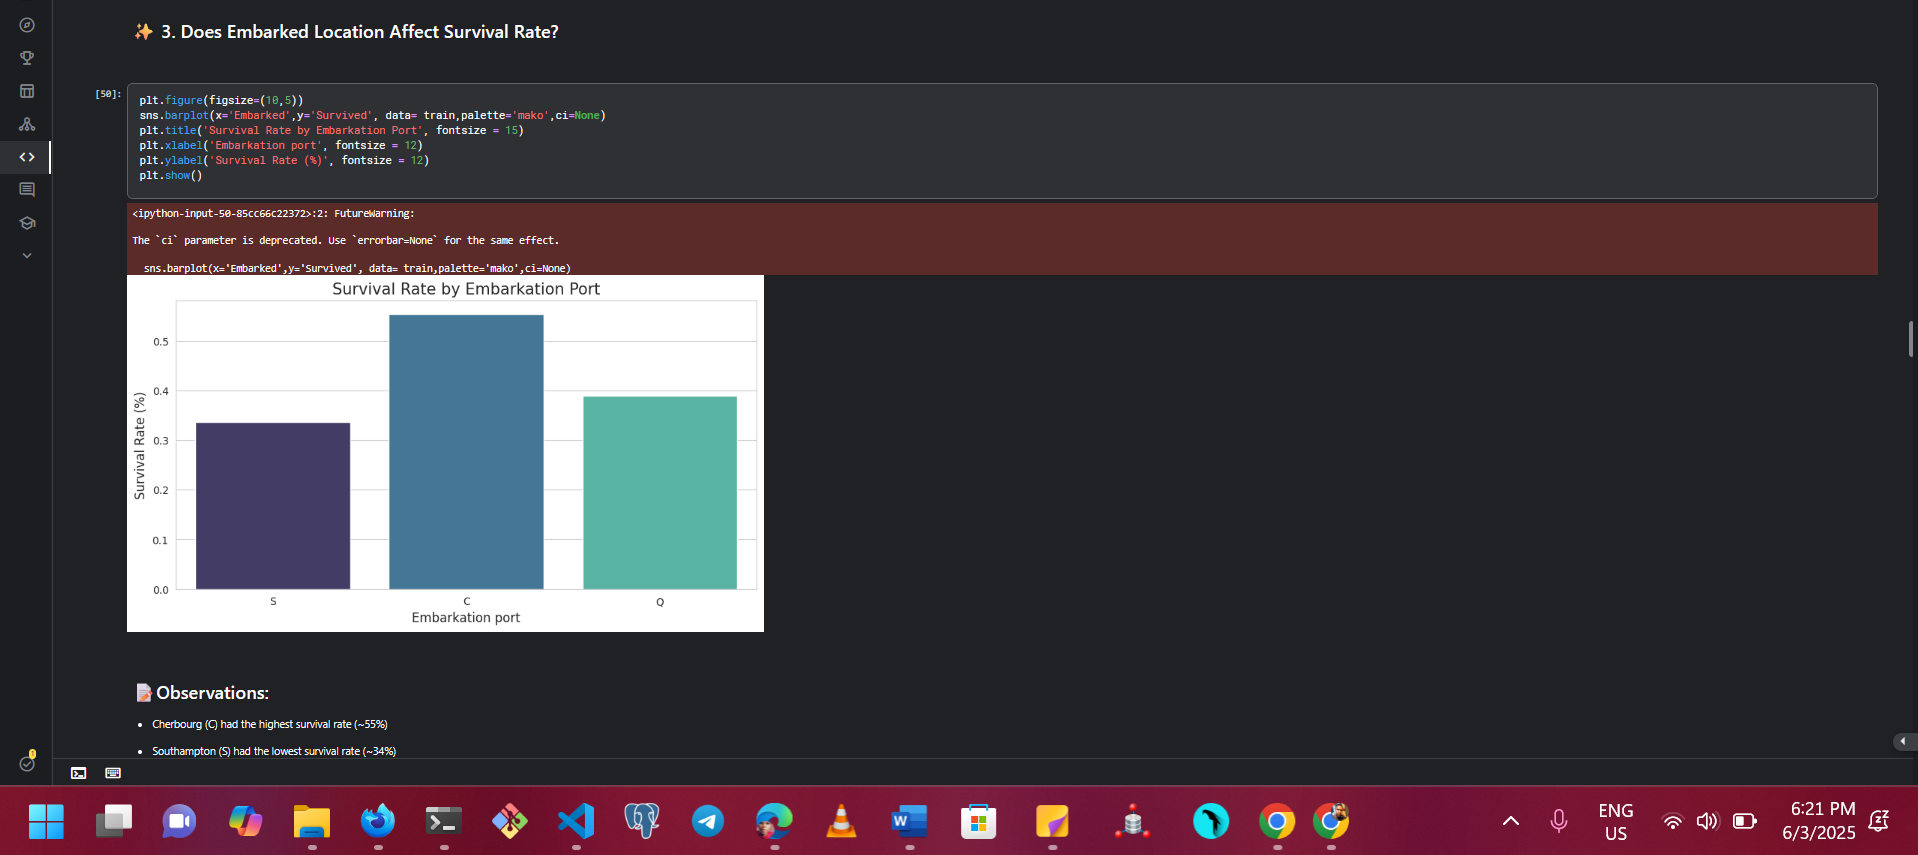 ✨ 3. Does Embarked Location Affect Survival Rate?
[50]:
plt.figure(figsize=(10,5))
sns.barplot(x='Embarked',y='Survived', data= train,palette='mako',ci=None)
plt.title('Survival Rate by Embarkation Port', fontsize = 15)
plt.xlabel('Embarkation port', fontsize = 12)
plt.ylabel('Survival Rate (%)', fontsize = 12)
plt.show()
<ipython-input-50-85cc66c22372>:2: FutureWarning:
The `ci` parameter is deprecated. Use `errorbar=None` for the same effect.
sns.barplot(x='Embarked',y='Survived', data= train,palette='mako',ci=None)
Survival Rate by Embarkation Port
Survival Rate (%)
0.5
0.4
0.3
0.2
0.1
0.0
S C Q
Embarkation port
📝 Observations:
• Cherbourg (C) had the highest survival rate (~55%)
• Southampton (S) had the lowest survival rate (~34%)
W
ENG
US
6:21 PM
6/3/2025